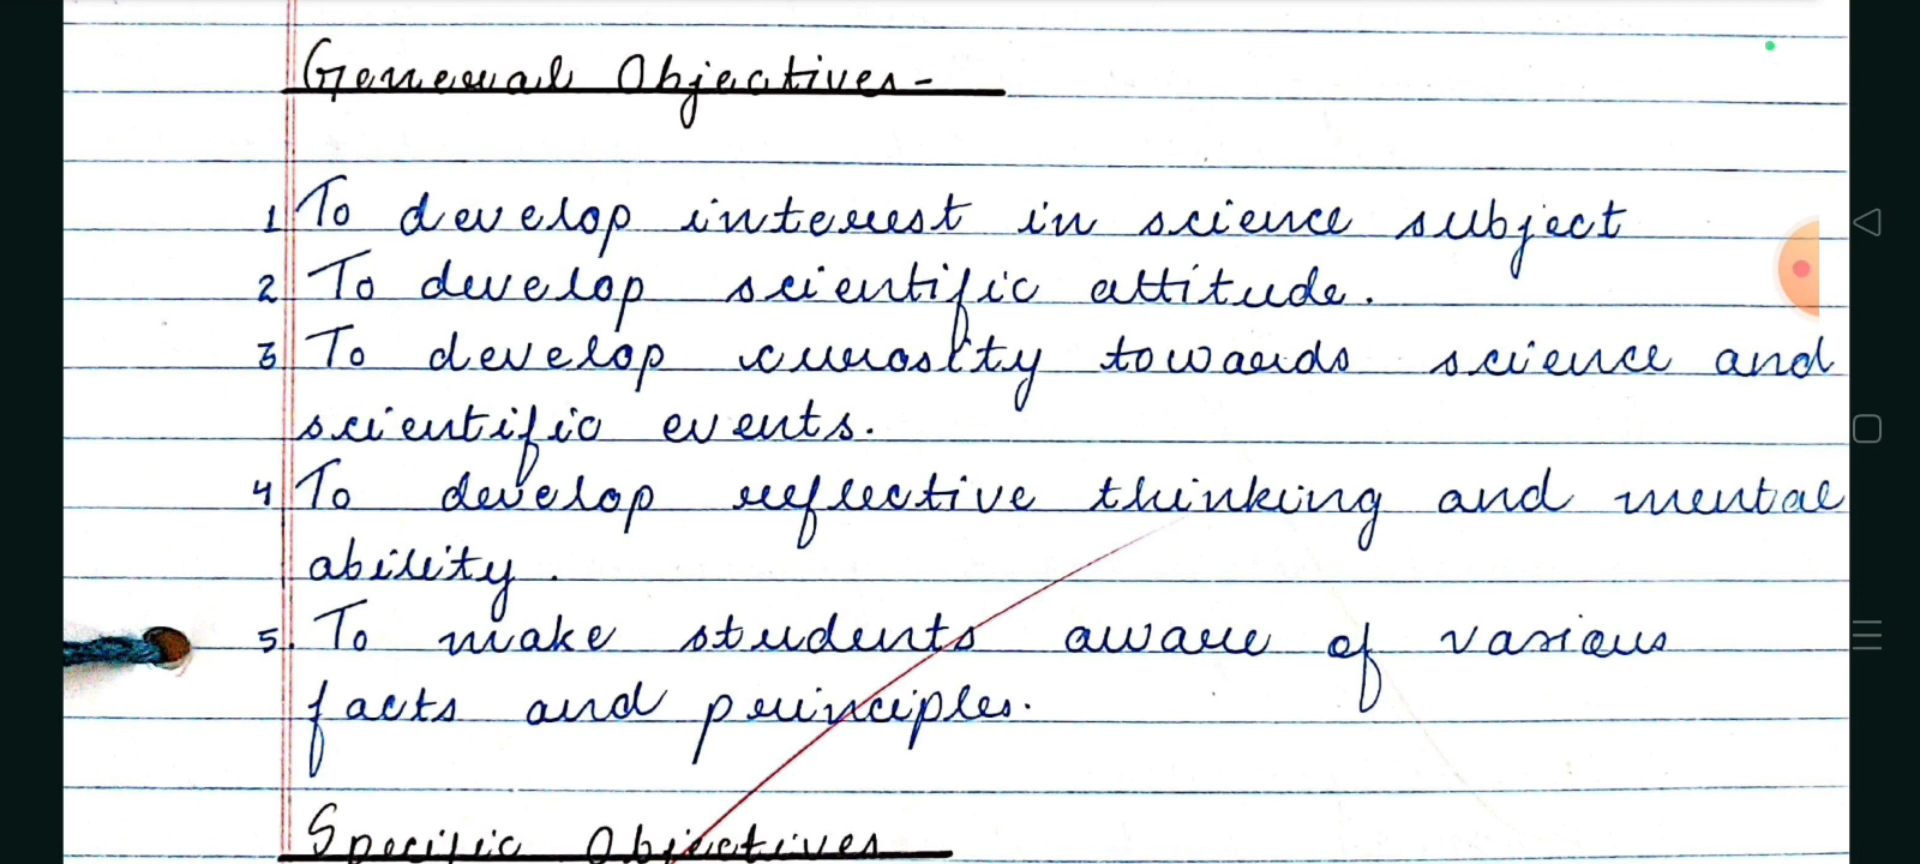 General Objectives-
1 To develop interest in science subject
2 To develop scientific attitude.
3 To develop curosity towards science and
scientific events.
4 To develop reflective thinking and mental
ability.
5. To make students aware of various
facts and principles.
Specific Objectives